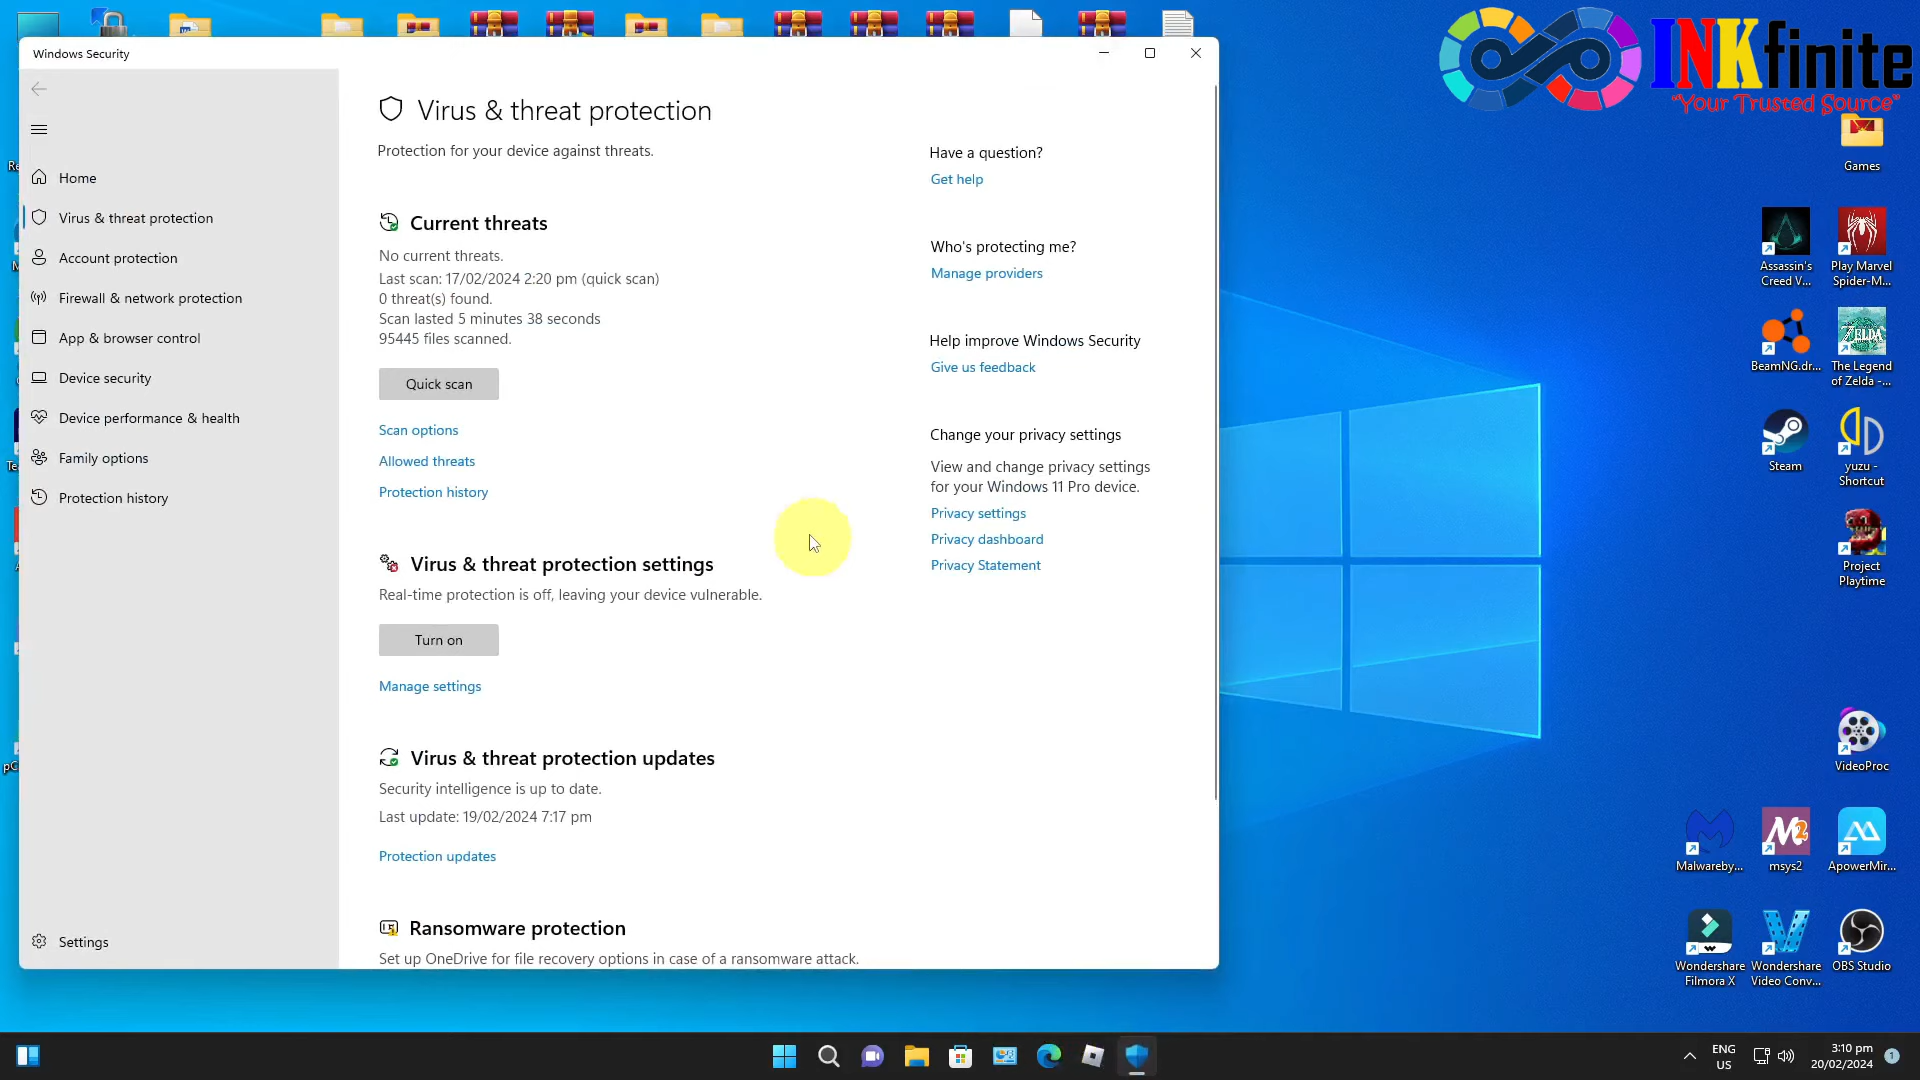 Windows Security
Home
Virus & threat protection
Account protection
Firewall & network protection
App & browser control
Device security
Device performance & health
Family options
Protection history
Settings
Virus & threat protection
Protection for your device against threats.
Current threats
No current threats.
Last scan: 17/02/2024 2:20 pm (quick scan)
0 threat(s) found.
Scan lasted 5 minutes 38 seconds
95445 files scanned.
Quick scan
Scan options
Allowed threats
Protection history
Virus & threat protection settings
Real-time protection is off, leaving your device vulnerable.
Turn on
Manage settings
Virus & threat protection updates
Security intelligence is up to date.
Last update: 19/02/2024 7:17 pm
Protection updates
Ransomware protection
Set up OneDrive for file recovery options in case of a ransomware attack.
Have a question?
Get help
Who's protecting me?
Manage providers
Help improve Windows Security
Give us feedback
Change your privacy settings
View and change privacy settings
for your Windows 11 Pro device.
Privacy settings
Privacy dashboard
Privacy Statement
INKfinite
"Your Trusted Source"
Games
Assassin's
Creed V...
Play Marvel
Spider-M...
BeamNG.dr...
The Legend
of Zelda -...
Steam
yuzu -
Shortcut
Project
Playtime
VideoProc
Malwareby...
msys2
ApowerMir...
Wondershare
Filmora X
Wondershare
Video Conv...
OBS Studio
ENG
US
3:10 pm
20/02/2024
1